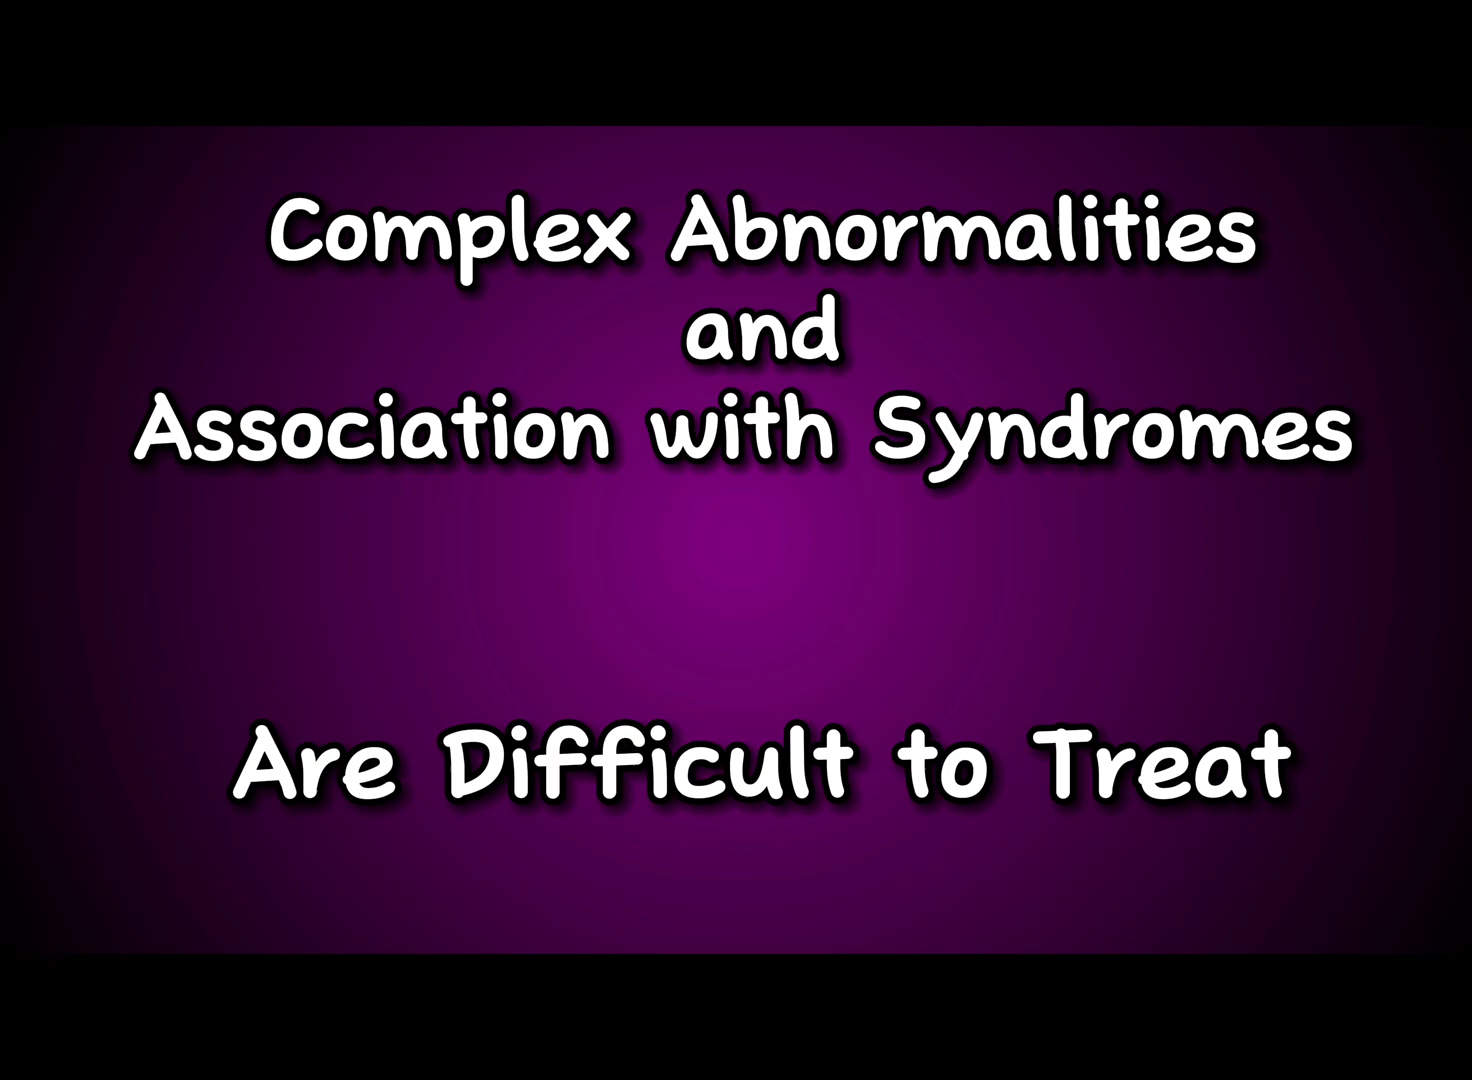 Complex Abnormalities
and
Association with Syndromes
Are Difficult to Treat